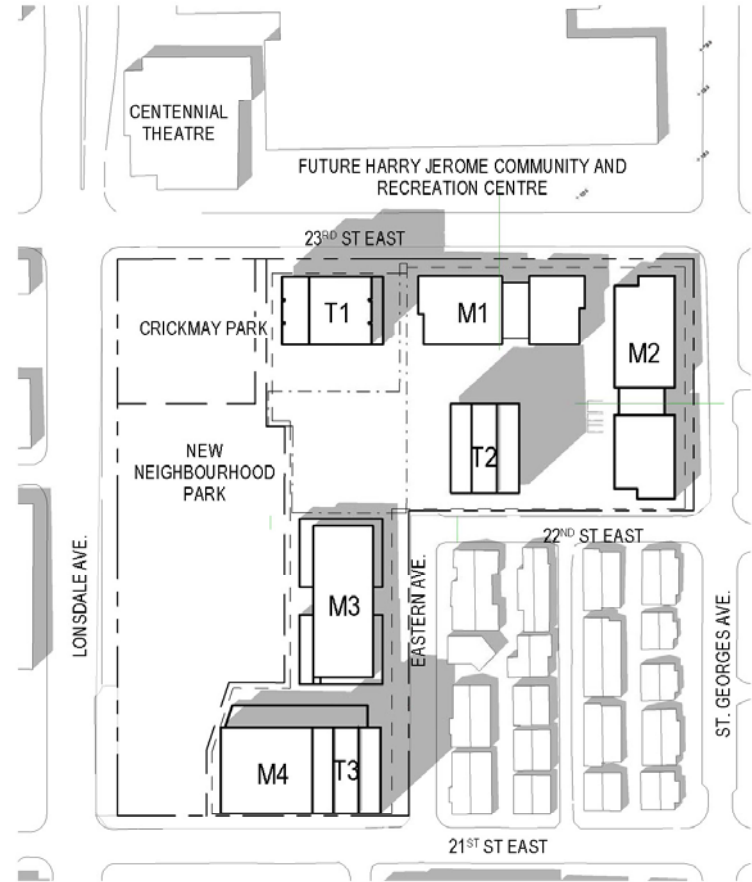 CENTENNIAL
THEATRE
FUTURE HARRY JEROME COMMUNITY AND
RECREATION CENTRE
23RD ST EAST
T1
M1
CRICKMAY PARK
M2
NEW
NEIGHBOURHOOD
PARK
T2
22ND ST EAST
LONSDALE AVE.
M3
EASTERN AVE.
ST. GEORGES AVE.
M4
T3
21ST ST EAST